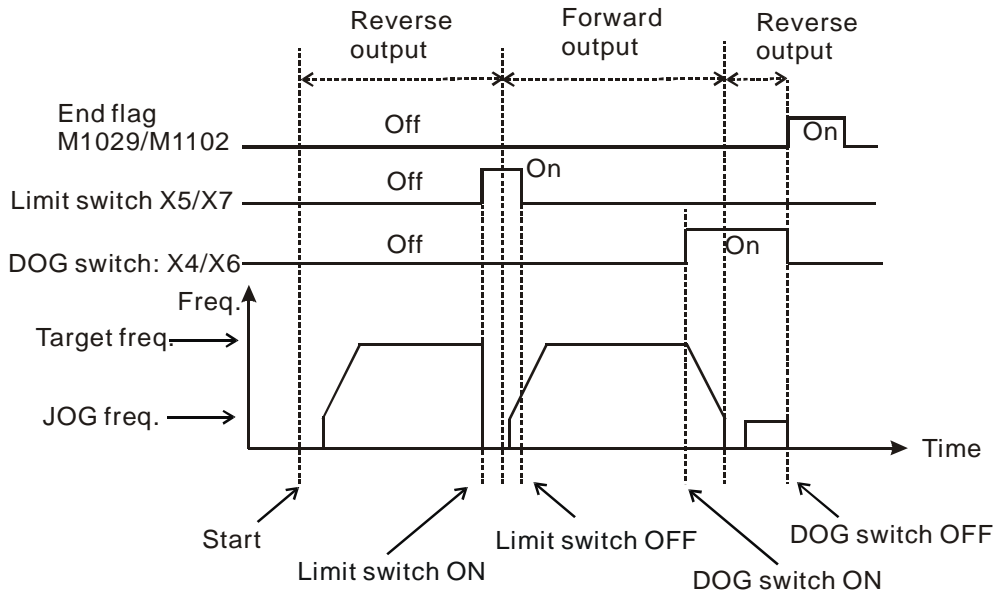 Reverse
output
Forward
output
Reverse
output
End flag
M1029/M1102
Off
On
Limit switch X5/X7
Off
On
DOG switch: X4/X6
Off
On
Freq.
Target freq.
JOG freq.
Time
Start
Limit switch ON
Limit switch OFF
DOG switch ON
DOG switch OFF